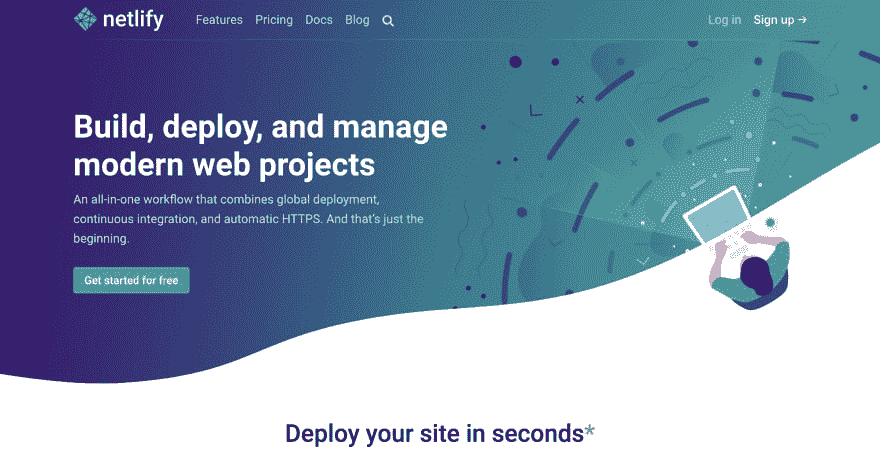 netlify Features Pricing Docs Blog Log in Sign up →
Build, deploy, and manage
modern web projects
An all-in-one workflow that combines global deployment,
continuous integration, and automatic HTTPS. And that's just the
beginning.
Get started for free
Deploy your site in seconds*